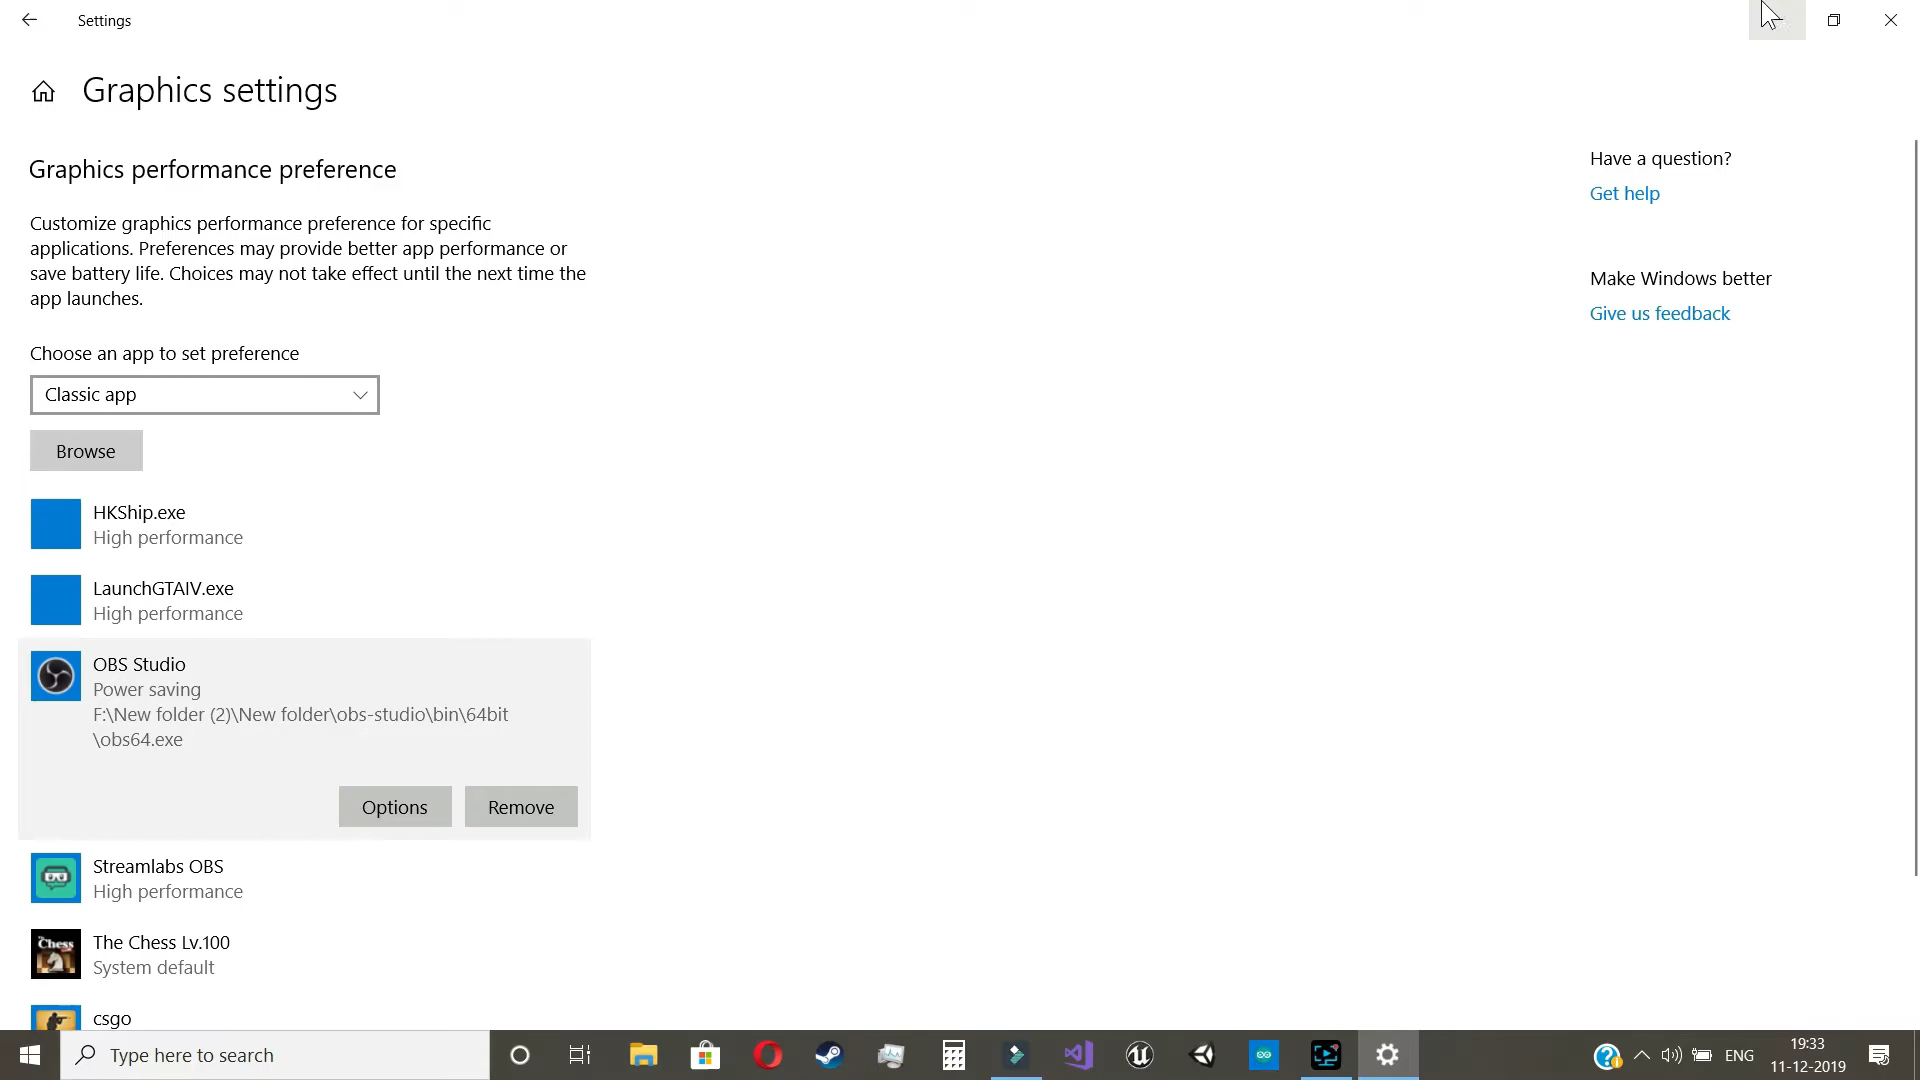 Settings
Graphics settings
Graphics performance preference
Customize graphics performance preference for specific
applications. Preferences may provide better app performance or
save battery life. Choices may not take effect until the next time the
app launches.
Choose an app to set preference
Classic app
Browse
HKShip.exe
High performance
LaunchGTAIV.exe
High performance
OBS Studio
Power saving
F:\New folder (2)\New folder\obs-studio\bin\64bit
\obs64.exe
Options
Remove
Streamlabs OBS
High performance
Chess
The Chess Lv.100
System default
csgo
Have a question?
Get help
Make Windows better
Give us feedback
Type here to search
ENG
19:33
11-12-2019